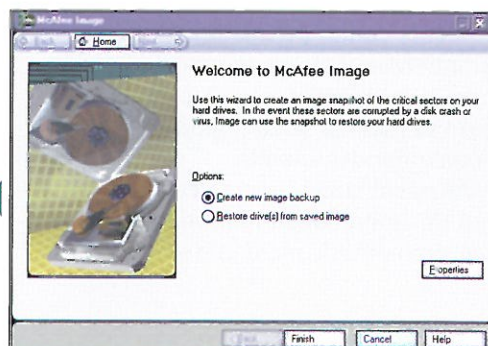 McAfee Image
Home
Welcome to McAfee Image
Use this wizard to create an image snapshot of the critical sectors on your
hard drives. In the event these sectors are corrupted by a disk crash or
virus, Image can use the snapshot to restore your hard drives.
Options:
Create new image backup
Restore drive(s) from saved image
Properties
Finish
Cancel
Help